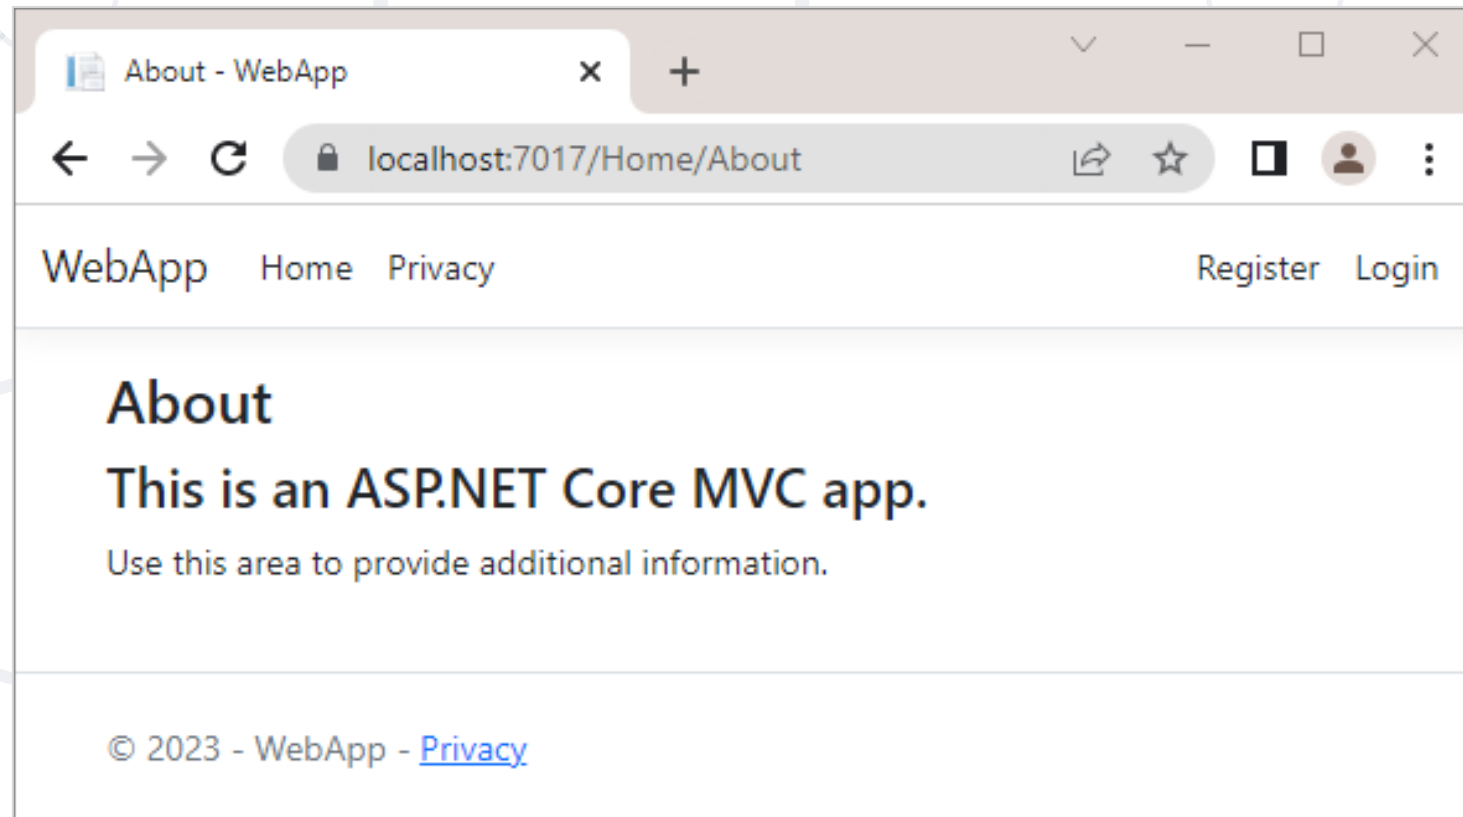 About - WebApp
localhost:7017/Home/About
WebApp Home Privacy Register Login
About
This is an ASP.NET Core MVC app.
Use this area to provide additional information.
© 2023 - WebApp - Privacy